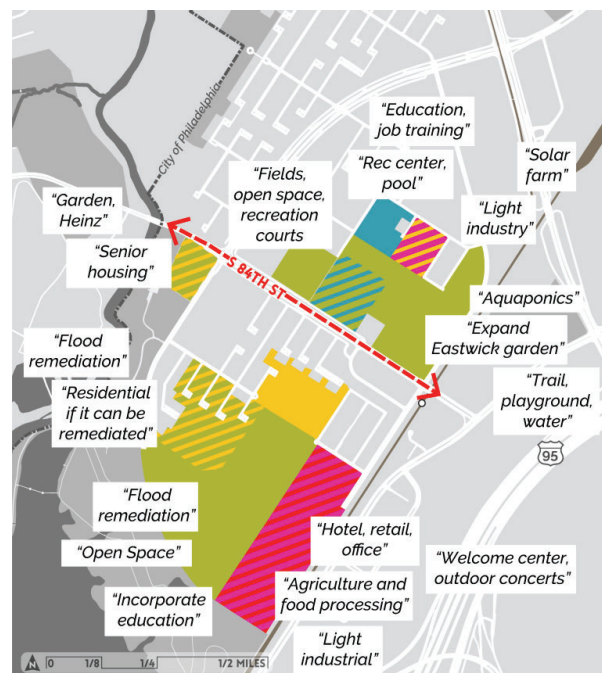 City of Philadelphia
“Education,
job training”
“Solar
farm”
“Fields,
open space,
recreation
courts
“Rec center,
pool”
“Garden,
Heinz”
“Light
industry”
“Senior
housing”
S 84TH ST
“Aquaponics”
“Flood
remediation”
“Expand
Eastwick garden”
“Residential
if it can be
remediated”
“Trail,
playground,
water”
95
“Flood
remediation”
“Hotel, retail,
office”
“Open Space”
“Welcome center,
outdoor concerts”
“Incorporate
education”
“Agriculture and
food processing”
“Light
industrial”
N 0 1/8 1/4 1/2 MILES